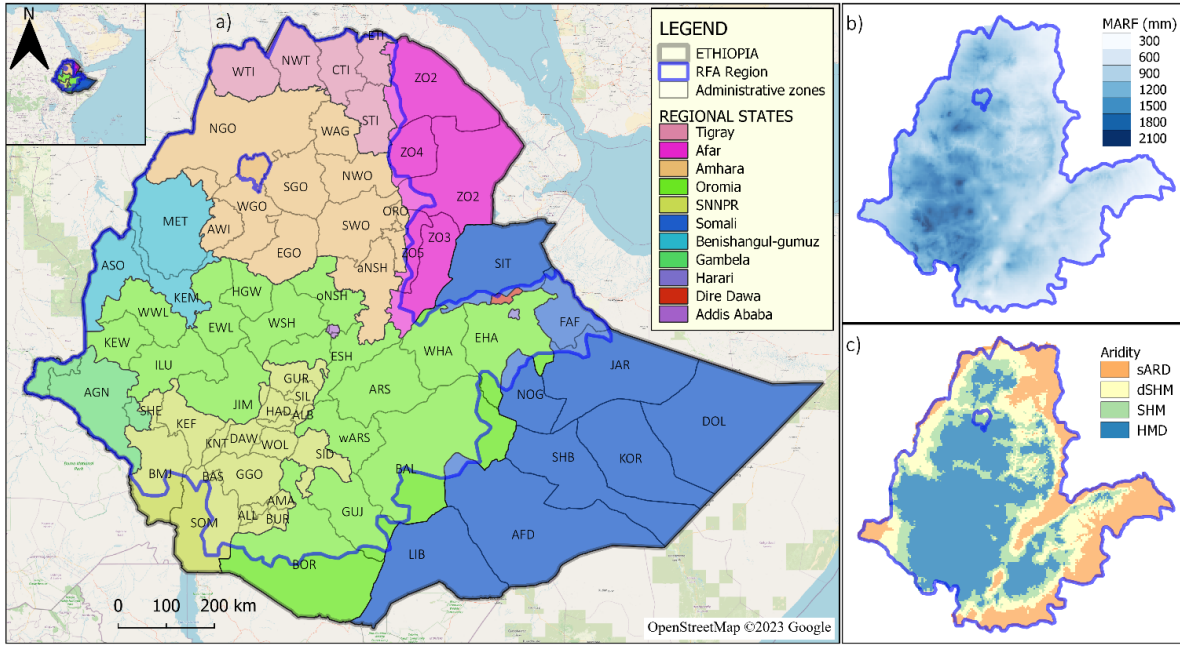 N
a)
WTI
NWT
CTI
ETI
STI
ZO2
ZO4
ZO2
ZO3
ZO5
NGO
WAG
SGO
NWO
WGO
AWI
EGO
SWO
ORO
aNSH
MET
ASO
KEM
SIT
HGW
oNSH
WWL
EWL
WSH
KEW
ILU
ESH
WHA
EHA
FAF
AGN
SHE
KEF
JIM
GUR
SIL
HAD
ALB
ARS
JAR
NOG
DOL
KNT
DAW
WOL
wARS
SHB
KOR
BMJ
BAS
GGO
SID
BAL
SOM
AMA
ALL
BUR
GUJ
AFD
LIB
BOR
0 100 200 km
OpenStreetMap ©2023 Google
LEGEND
ETHIOPIA
RFA Region
Administrative zones
REGIONAL STATES
Tigray
Afar
Amhara
Oromia
SNNPR
Somali
Benishangul-gumuz
Gambela
Harari
Dire Dawa
Addis Ababa
b)
MARF (mm)
300
600
900
1200
1500
1800
2100
c)
Aridity
sARD
dSHM
SHM
HMD